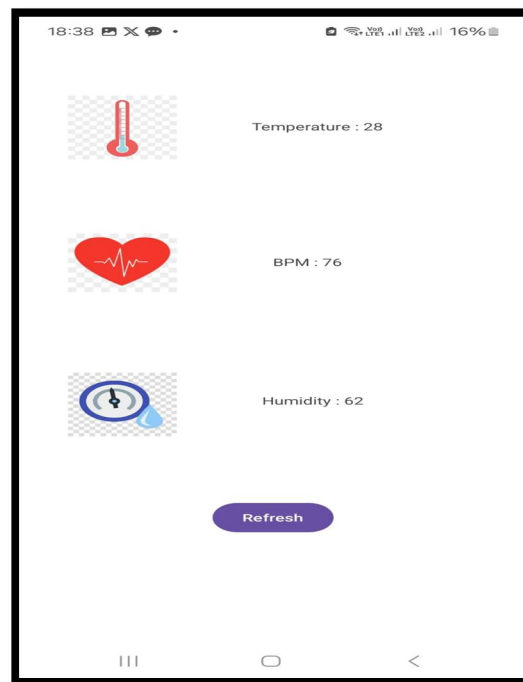 18:38 16%
Temperature : 28
BPM : 76
Humidity : 62
Refresh